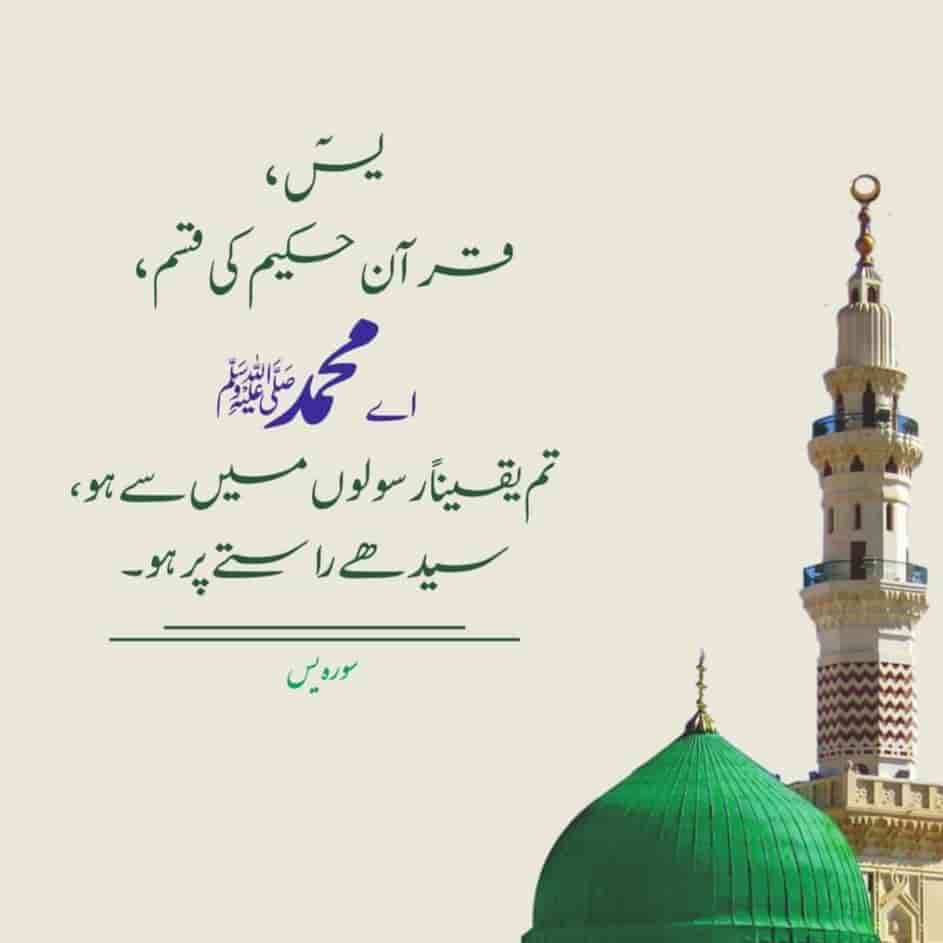 یسٓ،
قرآن حکیم کی قسم،
اے محمد ﷺ
تم یقیناً رسولوں میں سے ہو،
سیدھے راستے پر ہو۔
سورہ یس